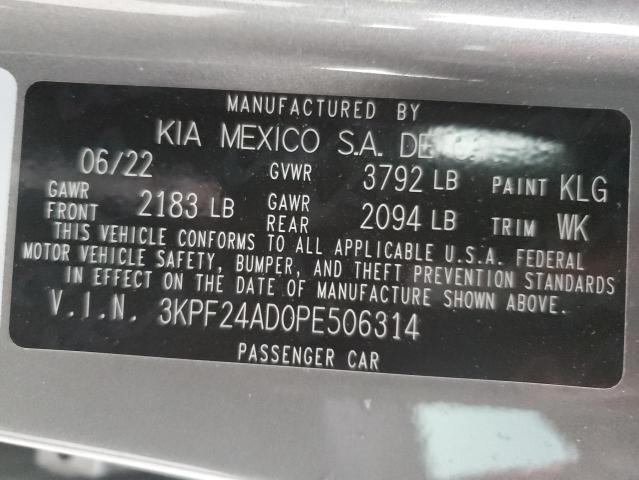 MANUFACTURED BY
KIA MEXICO S.A. DE
06/22 GVWR 3792 LB PAINT KLG
GAWR FRONT 2183 LB GAWR REAR 2094 LB TRIM WK
THIS VEHICLE CONFORMS TO ALL APPLICABLE U.S.A. FEDERAL
MOTOR VEHICLE SAFETY, BUMPER, AND THEFT PREVENTION STANDARDS
IN EFFECT ON THE DATE OF MANUFACTURE SHOWN ABOVE.
V.I.N. 3KPF24AD0PE506314
PASSENGER CAR